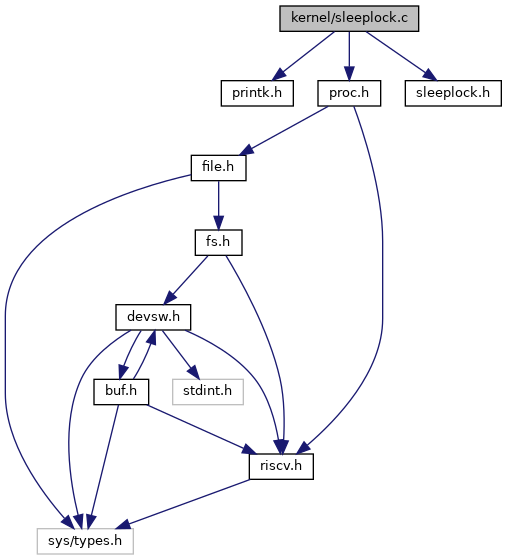 kernel/sleeplock.c
printk.h
proc.h
sleeplock.h
file.h
fs.h
devsw.h
buf.h
stdint.h
riscv.h
sys/types.h